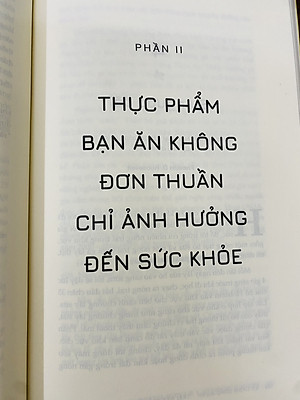 PHẦN II
THỰC PHẨM
BẠN ĂN KHÔNG
ĐƠN THUẦN
CHỈ ẢNH HƯỞNG
ĐẾN SỨC KHỎE